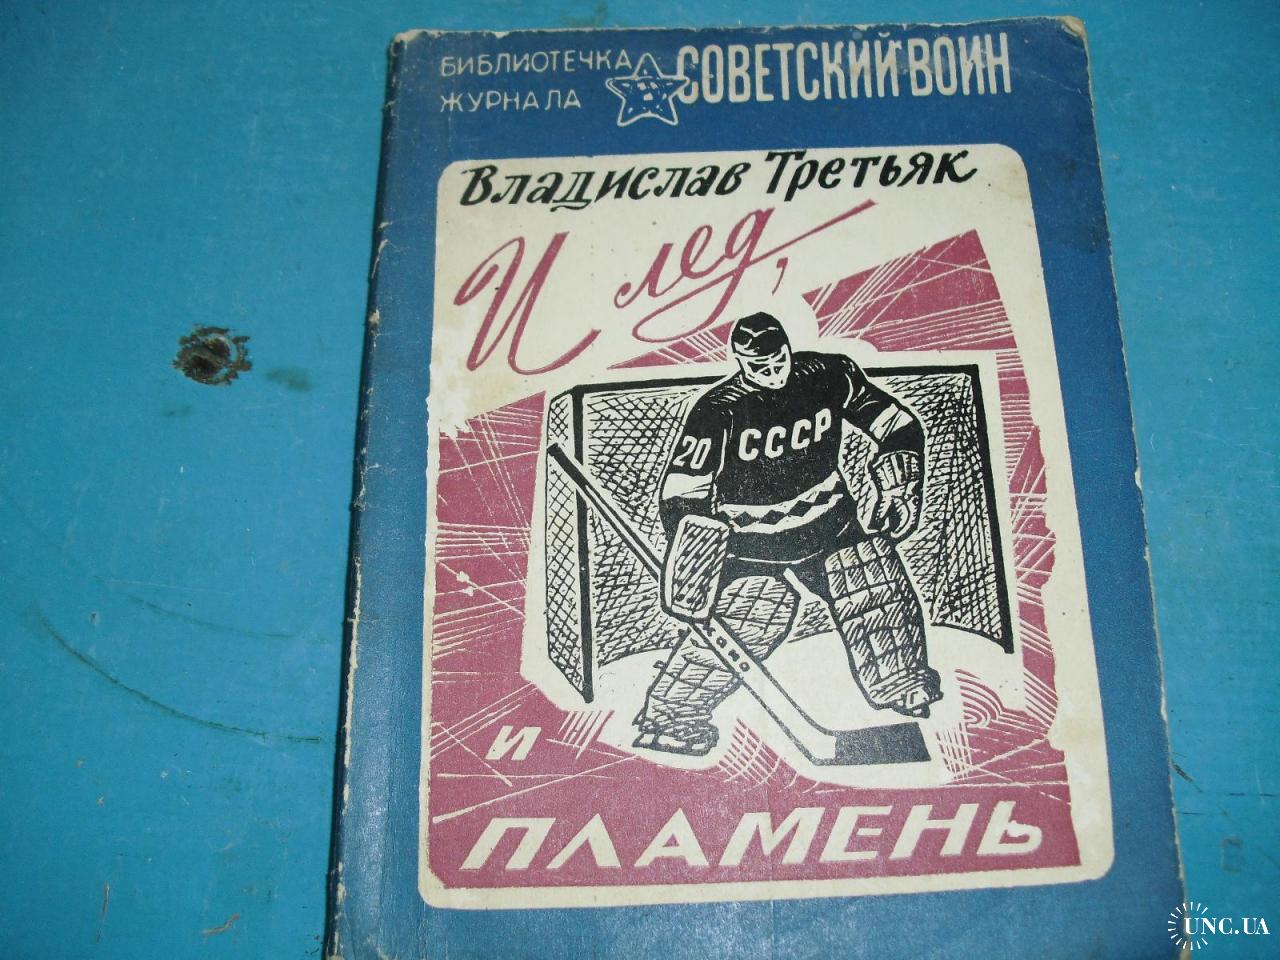 БИБЛИОТЕЧКА
ЖУРНАЛА
СОВЕТСКИЙ ВОИН
Владислав Третьяк
И лед,
20
СССР
и
ПЛАМЕНЬ
UNC.UA